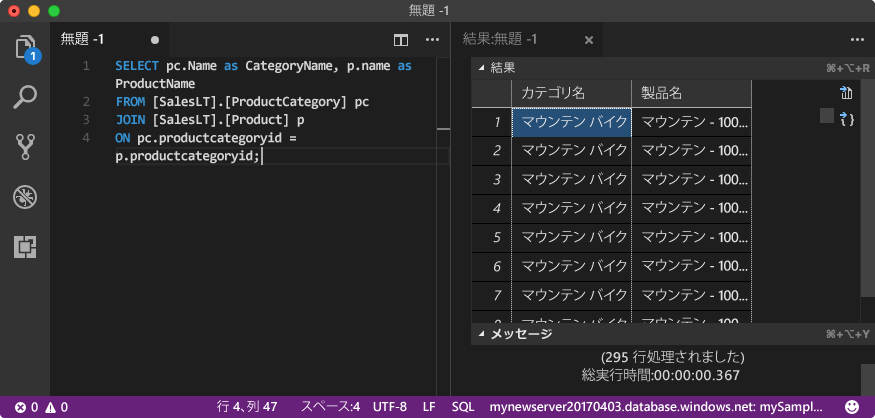 無題 -1
無題 -1
結果:無題 -1
1
1 SELECT pc.Name as CategoryName, p.name as
ProductName
2 FROM [SalesLT].[ProductCategory] pc
3 JOIN [SalesLT].[Product] p
4 ON pc.productcategoryid =
p.productcategoryid;
結果 ⌘+⌥+R
カテゴリ名 製品名
1 マウンテン バイク マウンテン - 100...
2 マウンテン バイク マウンテン - 100...
3 マウンテン バイク マウンテン - 100...
4 マウンテン バイク マウンテン - 100...
5 マウンテン バイク マウンテン - 100...
6 マウンテン バイク マウンテン - 100...
7 マウンテン バイク マウンテン - 100...
メッセージ ⌘+⌥+Y
(295 行処理されました)
総実行時間:00:00:00.367
0 0 行 4、列 47 スペース:4 UTF-8 LF SQL mynewserver20170403.database.windows.net: mySampl...